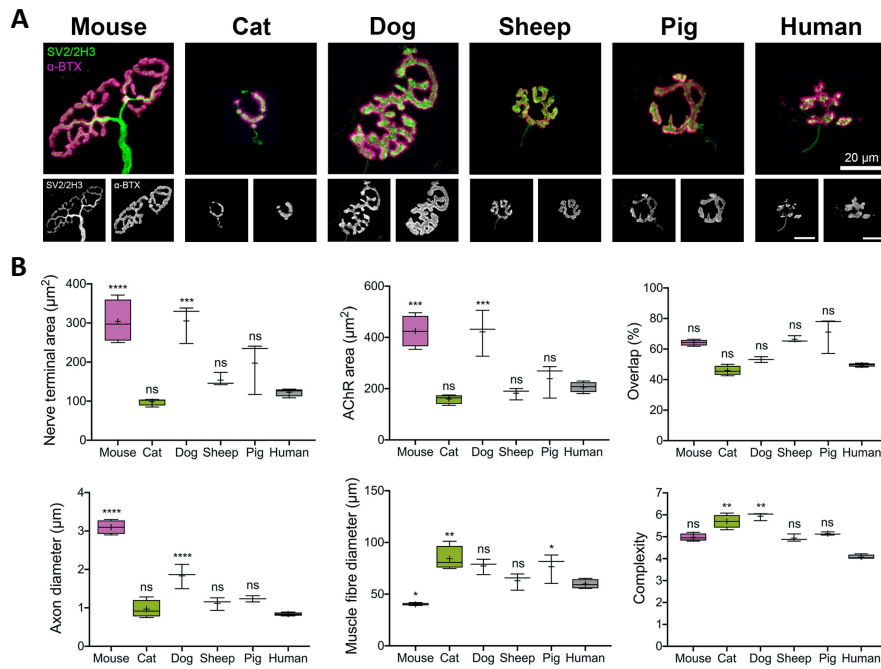 A
Mouse Cat Dog Sheep Pig Human
SV2/2H3
α-BTX
20 µm
SV2/2H3 α-BTX
B
Nerve terminal area (µm²)
400
300
200
100
0
**** ns *** ns ns
Mouse Cat Dog Sheep Pig Human
AChR area (µm²)
600
400
200
0
*** ns *** ns ns
Mouse Cat Dog Sheep Pig Human
Overlap (%)
100
80
60
40
20
0
ns ns ns ns ns
Mouse Cat Dog Sheep Pig Human
Axon diameter (µm)
4
3
2
1
0
**** ns **** ns ns
Mouse Cat Dog Sheep Pig Human
Muscle fibre diameter (µm)
150
100
50
0
* ** ns ns *
Mouse Cat Dog Sheep Pig Human
Complexity
7
6
5
4
3
2
1
0
ns ** ** ns ns
Mouse Cat Dog Sheep Pig Human